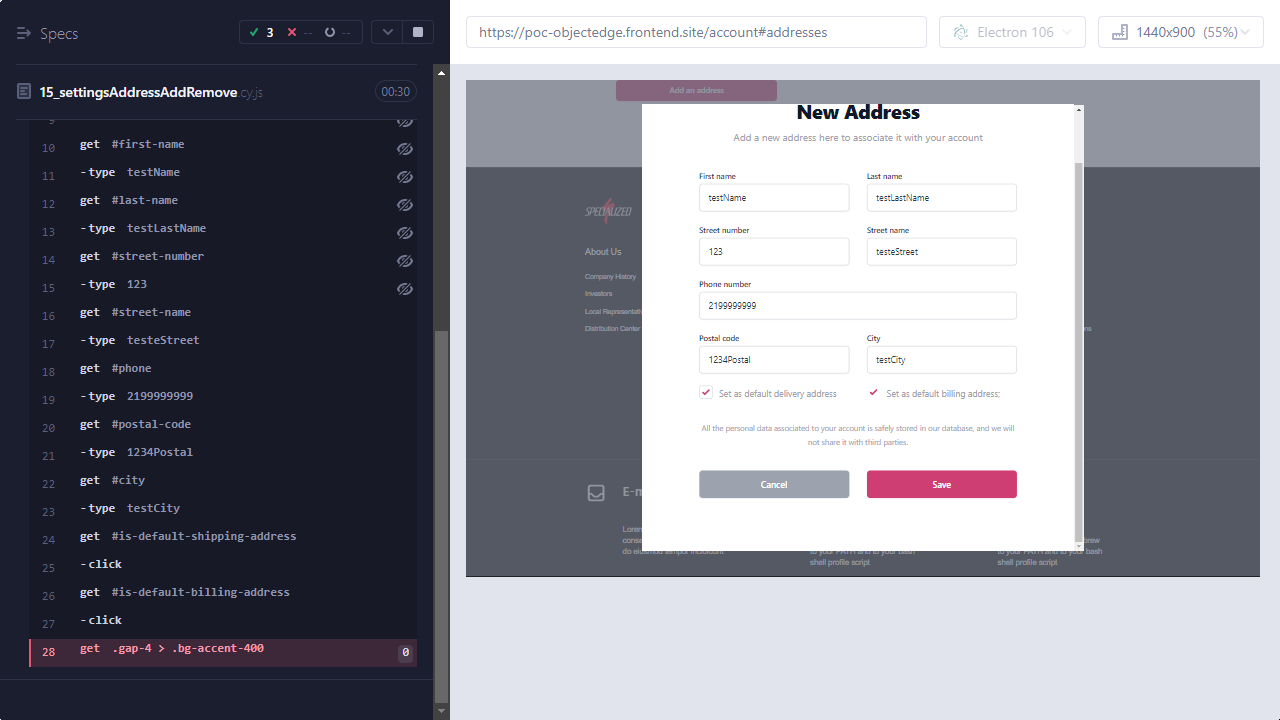 Specs
3
--
--
https://poc-objectedge.frontend.site/account#addresses
Electron 106
1440x900 (55%)
15_settingsAddressAddRemove.cy.js
00:30
9
10 get #first-name
11 -type testName
12 get #last-name
13 -type testLastName
14 get #street-number
15 -type 123
16 get #street-name
17 -type testeStreet
18 get #phone
19 -type 2199999999
20 get #postal-code
21 -type 1234Postal
22 get #city
23 -type testCity
24 get #is-default-shipping-address
25 -click
26 get #is-default-billing-address
27 -click
28 get .gap-4 > .bg-accent-400 0
Add an address
New Address
Add a new address here to associate it with your account
First name
Last name
testName
testLastName
Street number
Street name
123
testeStreet
Phone number
2199999999
Postal code
City
1234Postal
testCity
Set as default delivery address
Set as default billing address;
All the personal data associated to your account is safely stored in our database, and we will
not share it with third parties.
Cancel
Save
SPECIALIZED
About Us
Company History
Investors
Local Representati
Distribution Center
ons
E-m
Lorem
conse
do eiusmod tempor incididunt
to your PATH and to your bash
shell profile script
brew
to your PATH and to your bash
shell profile script